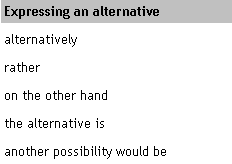 Expressing an alternative
alternatively
rather
on the other hand
the alternative is
another possibility would be